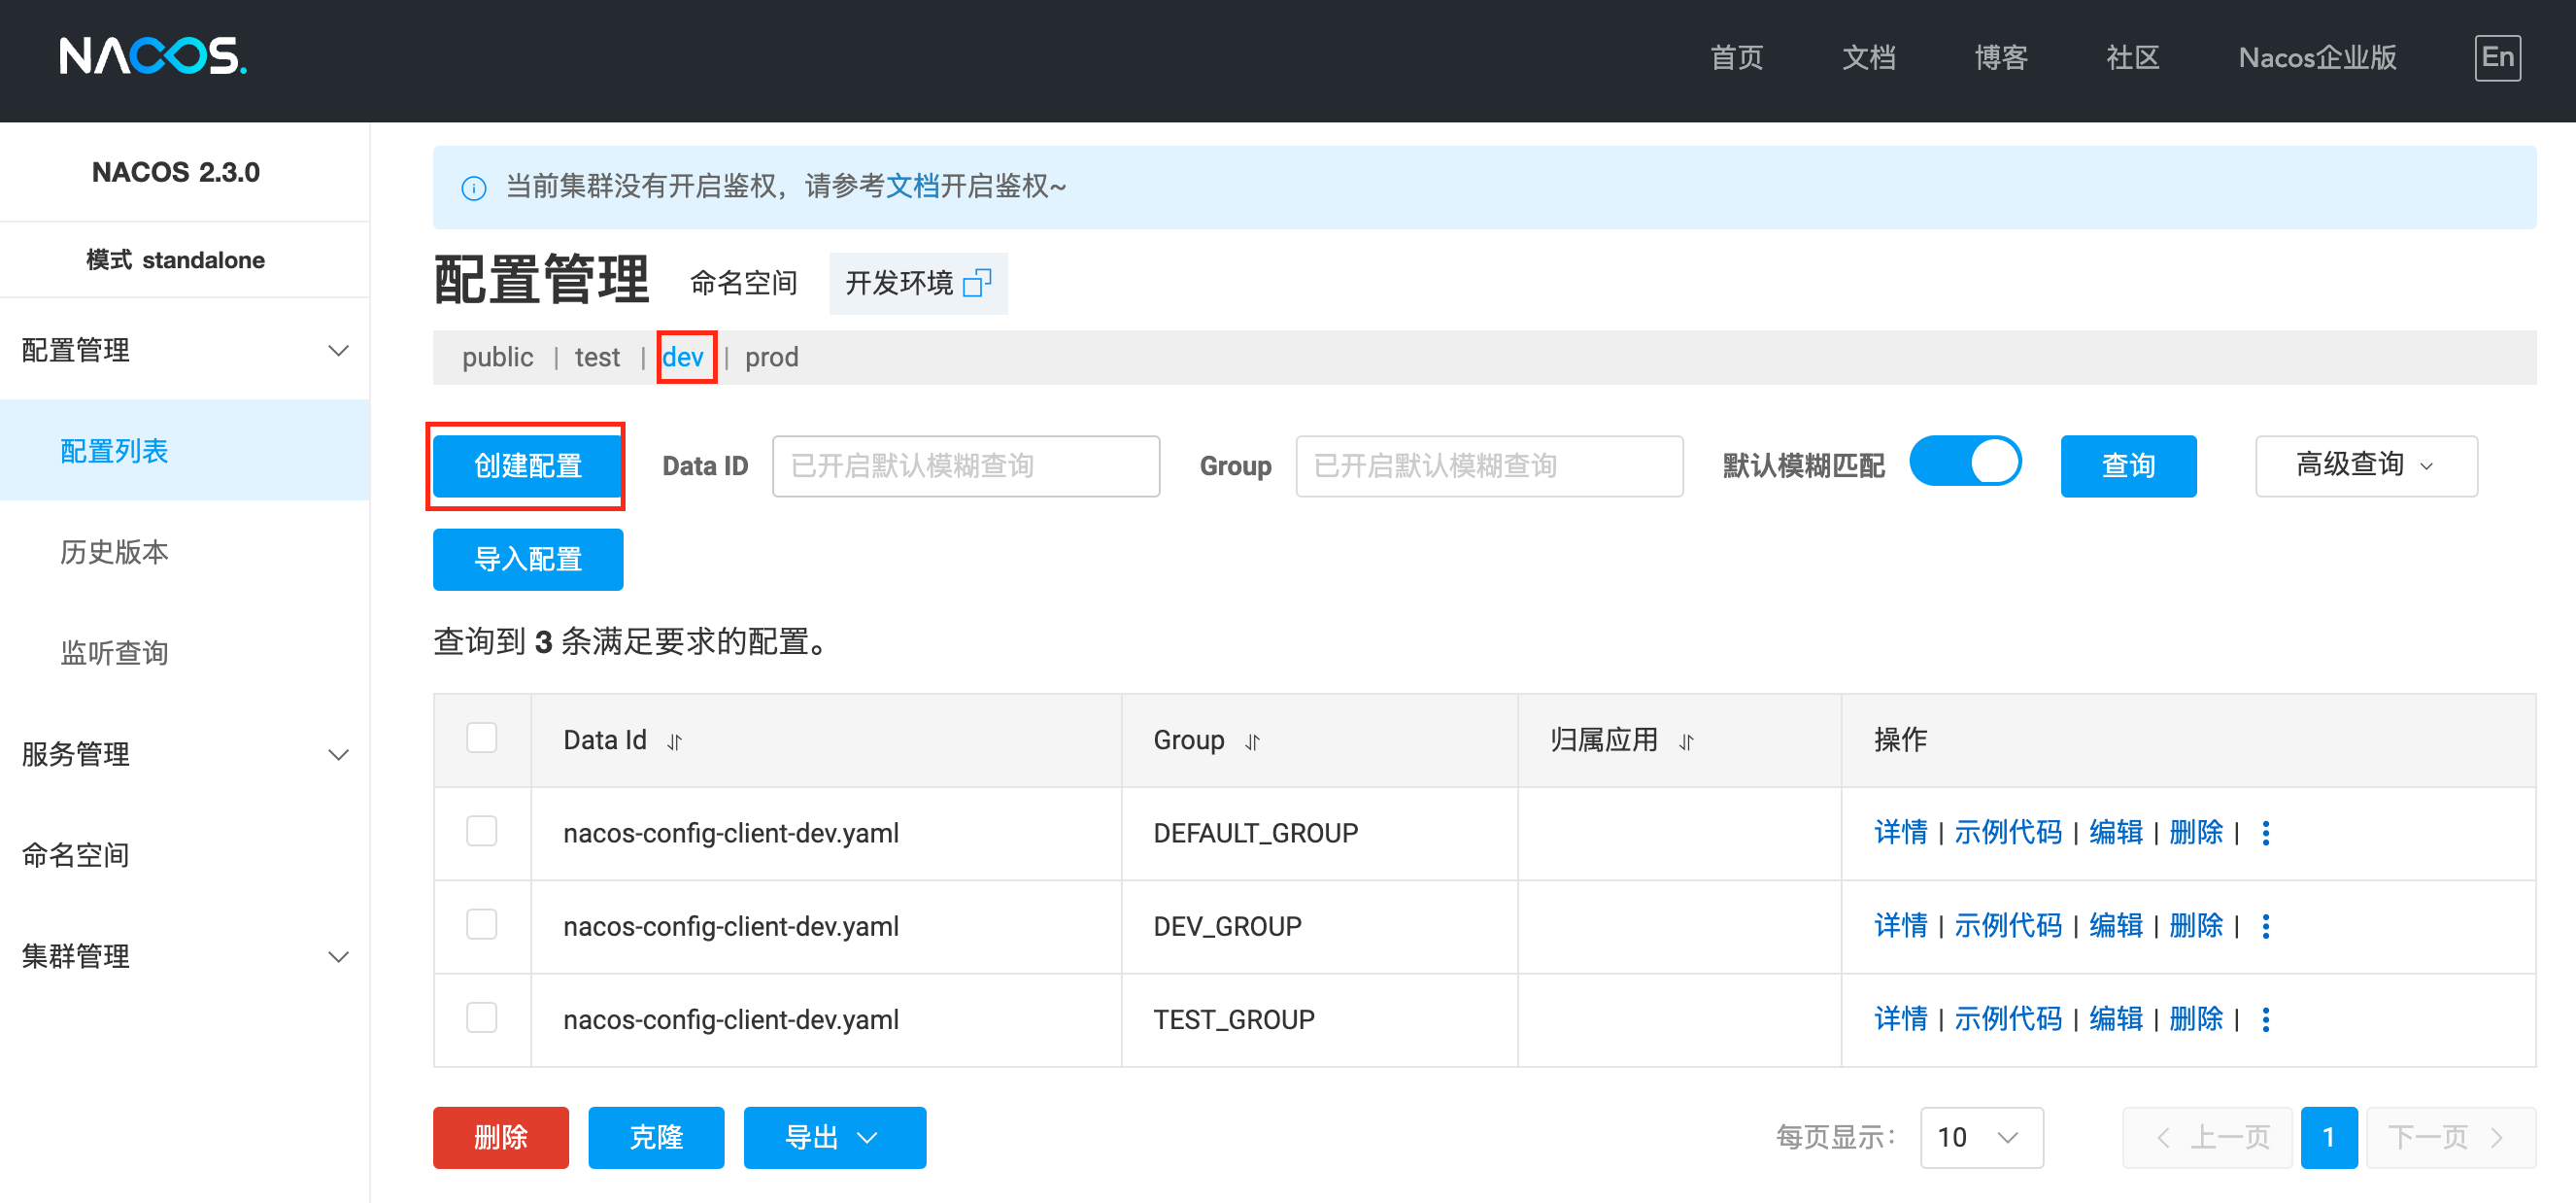 NACOS.
首页 文档 博客 社区 Nacos企业版 En
NACOS 2.3.0
模式 standalone
配置管理
配置列表
历史版本
监听查询
服务管理
命名空间
集群管理
当前集群没有开启鉴权，请参考文档开启鉴权~
配置管理 命名空间 开发环境
public | test | dev | prod
创建配置 Data ID 已开启默认模糊查询 Group 已开启默认模糊查询 默认模糊匹配 查询 高级查询
导入配置
查询到 3 条满足要求的配置。
Data Id Group 归属应用 操作
nacos-config-client-dev.yaml DEFAULT_GROUP 详情 | 示例代码 | 编辑 | 删除 |
nacos-config-client-dev.yaml DEV_GROUP 详情 | 示例代码 | 编辑 | 删除 |
nacos-config-client-dev.yaml TEST_GROUP 详情 | 示例代码 | 编辑 | 删除 |
删除 克隆 导出 每页显示： 10 上一页 1 下一页